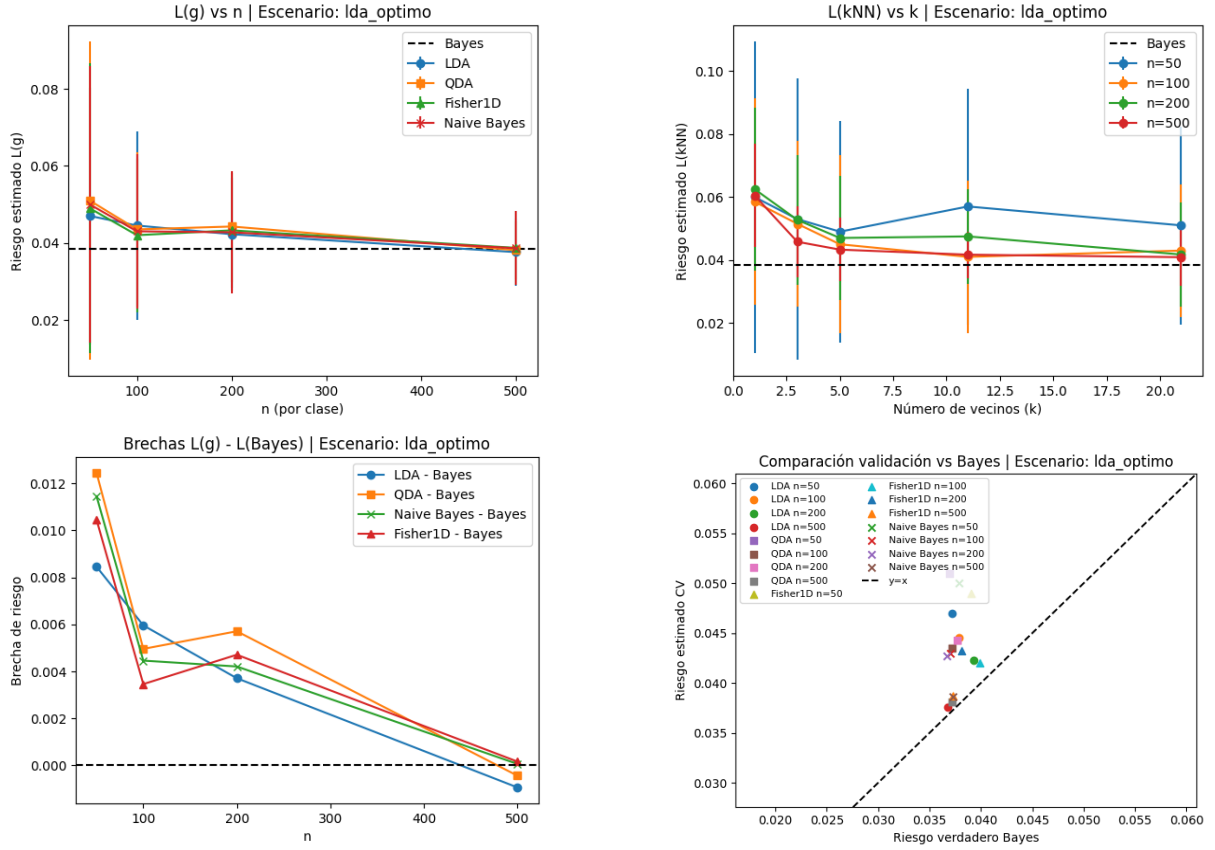 L(g) vs n | Escenario: lda_optimo
Riesgo estimado L(g)
0.08
0.06
0.04
0.02
Bayes
LDA
QDA
Fisher1D
Naive Bayes
100
200
300
400
500
n (por clase)
L(kNN) vs k | Escenario: lda_optimo
Riesgo estimado L(kNN)
0.10
0.08
0.06
0.04
0.02
Bayes
n=50
n=100
n=200
n=500
0.0
2.5
5.0
7.5
10.0
12.5
15.0
17.5
20.0
Número de vecinos (k)
Brechas L(g) - L(Bayes) | Escenario: lda_optimo
Brecha de riesgo
0.012
0.010
0.008
0.006
0.004
0.002
0.000
LDA - Bayes
QDA - Bayes
Naive Bayes - Bayes
Fisher1D - Bayes
100
200
300
400
500
n
Comparación validación vs Bayes | Escenario: lda_optimo
Riesgo estimado CV
0.060
0.055
0.050
0.045
0.040
0.035
0.030
LDA n=50
LDA n=100
LDA n=200
LDA n=500
QDA n=50
QDA n=100
QDA n=200
QDA n=500
Fisher1D n=50
Fisher1D n=100
Fisher1D n=200
Fisher1D n=500
Naive Bayes n=50
Naive Bayes n=100
Naive Bayes n=200
Naive Bayes n=500
y=x
0.020
0.025
0.030
0.035
0.040
0.045
0.050
0.055
0.060
Riesgo verdadero Bayes